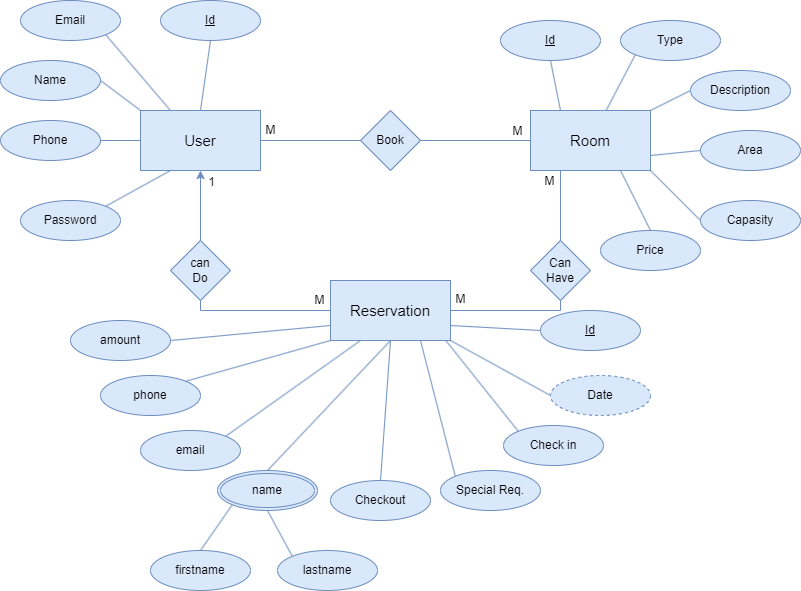 Email
Id
Id
Type
Name
Description
User
M
Book
M
Room
Phone
Area
1
M
Password
Capasity
Price
can
Do
Can
Have
M
Reservation
M
Id
amount
phone
Date
email
Check in
name
Checkout
Special Req.
firstname
lastname